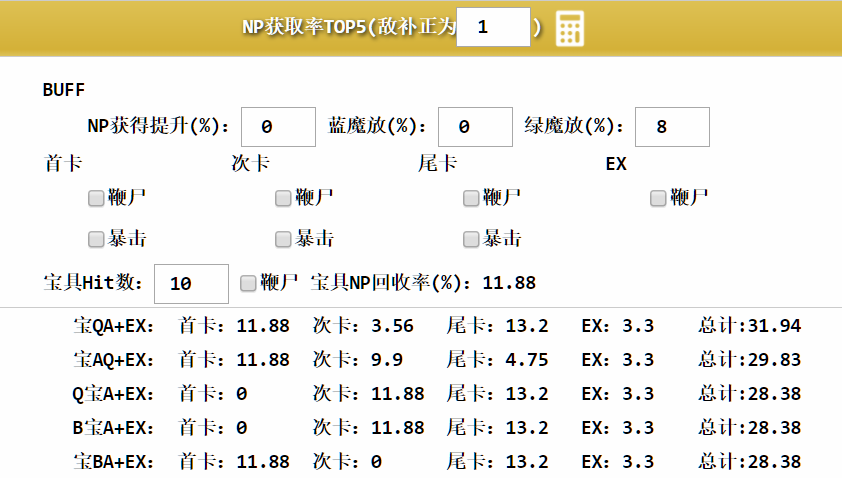 NP获取率TOP5(敌补正为 1 )
BUFF
NP获得提升(%): 0 蓝魔放(%): 0 绿魔放(%): 8
首卡 次卡 尾卡 EX
鞭尸 鞭尸 鞭尸 鞭尸
暴击 暴击 暴击
宝具Hit数: 10 鞭尸 宝具NP回收率(%):11.88
宝QA+EX: 首卡:11.88 次卡:3.56 尾卡:13.2 EX:3.3 总计:31.94
宝AQ+EX: 首卡:11.88 次卡:9.9 尾卡:4.75 EX:3.3 总计:29.83
Q宝A+EX: 首卡:0 次卡:11.88 尾卡:13.2 EX:3.3 总计:28.38
B宝A+EX: 首卡:0 次卡:11.88 尾卡:13.2 EX:3.3 总计:28.38
宝BA+EX: 首卡:11.88 次卡:0 尾卡:13.2 EX:3.3 总计:28.38